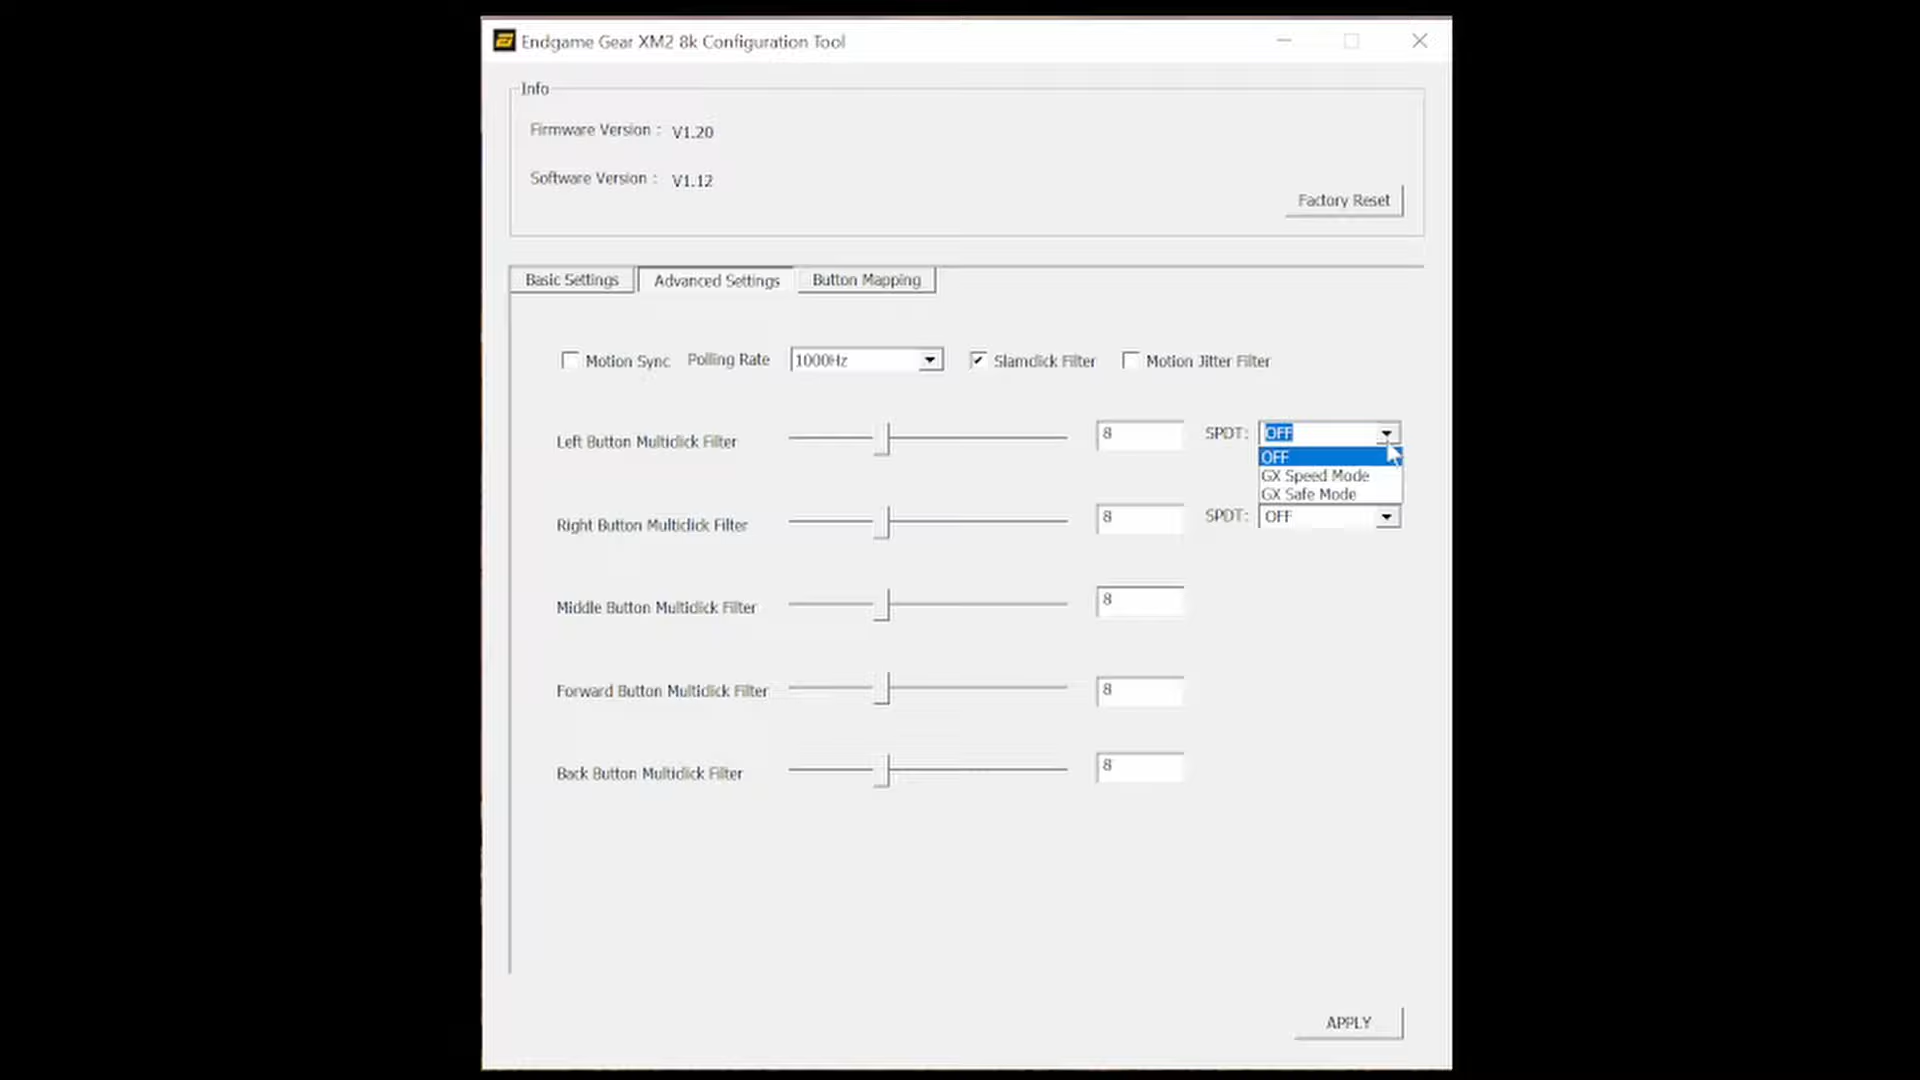 Endgame Gear XM2 8k Configuration Tool
Info
Firmware Version : V1.20
Software Version : V1.12
Factory Reset
Basic Settings Advanced Settings Button Mapping
Motion Sync Polling Rate 1000Hz Slamclick Filter Motion Jitter Filter
Left Button Multiclick Filter 8 SPDT: OFF
OFF
GX Speed Mode
GX Safe Mode
Right Button Multiclick Filter 8 SPDT: OFF
Middle Button Multiclick Filter 8
Forward Button Multiclick Filter 8
Back Button Multiclick Filter 8
APPLY